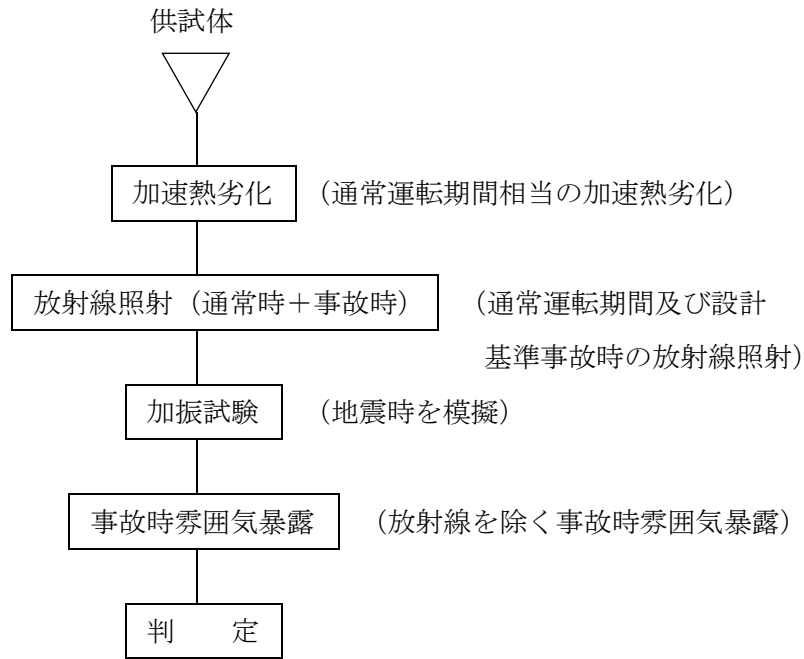 供試体
加速熱劣化 （通常運転期間相当の加速熱劣化）
放射線照射（通常時＋事故時） （通常運転期間及び設計
基準事故時の放射線照射）
加振試験 （地震時を模擬）
事故時雰囲気暴露 （放射線を除く事故時雰囲気暴露）
判　　定